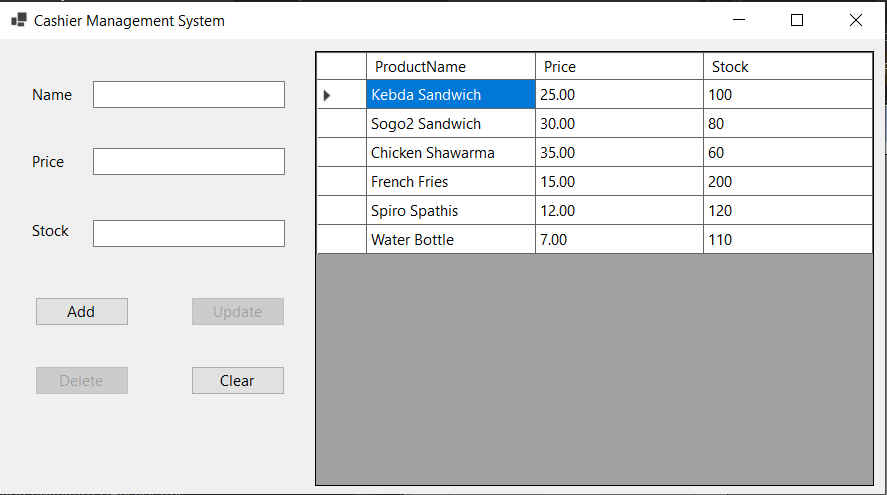 Cashier Management System
Name
Price
Stock
Add Update
Delete Clear
ProductName Price Stock
Kebda Sandwich 25.00 100
Sogo2 Sandwich 30.00 80
Chicken Shawarma 35.00 60
French Fries 15.00 200
Spiro Spathis 12.00 120
Water Bottle 7.00 110